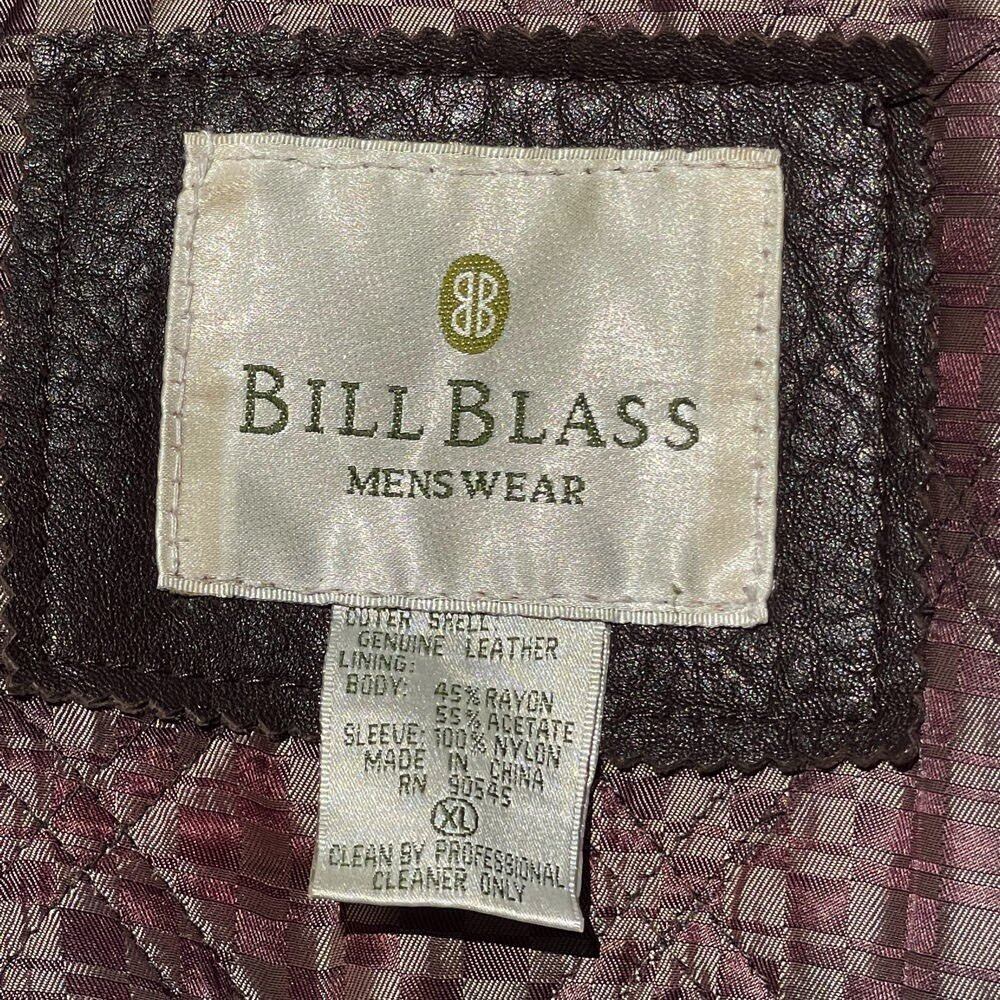 BB
BILL BLASS
MENSWEAR
OUTER SHELL
GENUINE LEATHER
LINING:
BODY: 45% RAYON
55% ACETATE
SLEEVE: 100% NYLON
MADE IN CHINA
RN 90545
XL
CLEAN BY PROFESSIONAL
CLEANER ONLY